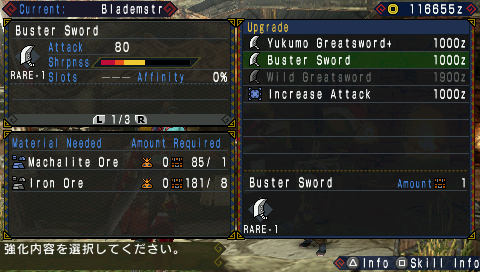 Current: Blademstr
116655z
Buster Sword
Attack 80
Shrpnss
RARE-1
Slots --- Affinity 0%
L 1/3 R
Upgrade
Yukumo Greatsword+ 1000z
Buster Sword 1000z
Wild Greatsword 1900z
Increase Attack 1000z
Material Needed Amount Required
Machalite Ore 0 85/ 1
Iron Ore 0 181/ 8
Buster Sword Amount 1
RARE-1
強化内容を選択してください。
△ Info □ Skill Info